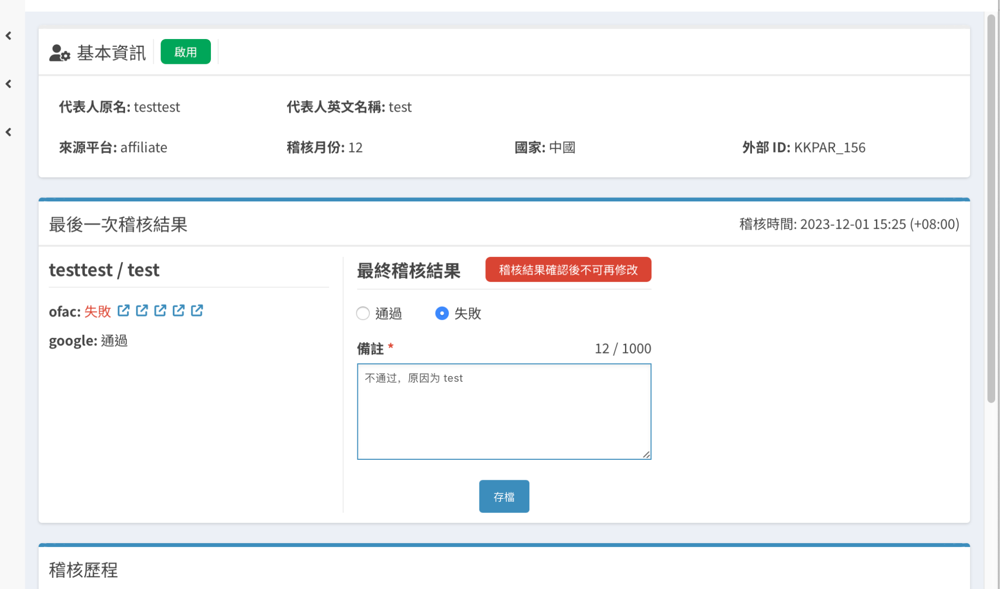 基本資訊 啟用
代表人原名: testtest 代表人英文名稱: test
來源平台: affiliate 稽核月份: 12 國家: 中國 外部 ID: KKPAR_156
最後一次稽核結果 稽核時間: 2023-12-01 15:25 (+08:00)
testtest / test
ofac: 失敗
google: 通過
最終稽核結果 稽核結果確認後不可再修改
通過 失敗
備註 * 12 / 1000
不通过，原因为 test
存檔
稽核歷程